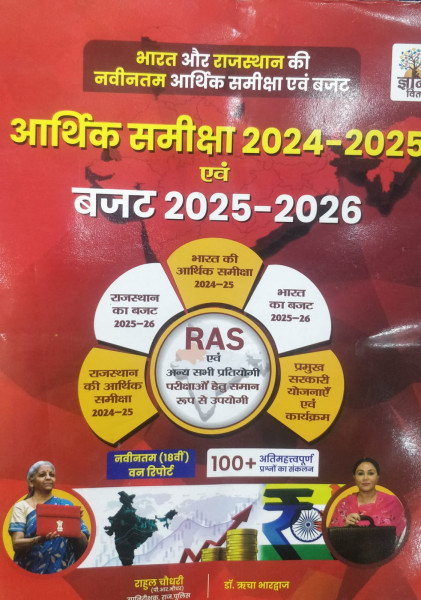 भारत और राजस्थान की
नवीनतम आर्थिक समीक्षा एवं बजट
ज्ञान
वित
आर्थिक समीक्षा 2024-2025
एवं
बजट 2025-2026
भारत की
आर्थिक समीक्षा
2024-25
राजस्थान
का बजट
2025-26
भारत
का बजट
2025-26
राजस्थान
की आर्थिक
समीक्षा
2024-25
RAS
एवं
अन्य सभी प्रतियोगी
परीक्षाओं हेतु समान
रूप से उपयोगी
प्रमुख
सरकारी
योजनाएँ
एवं
कार्यक्रम
नवीनतम (18वीं)
वन रिपोर्ट
100+ अतिमहत्त्वपूर्ण
प्रश्नों का संकलन
राहुल चौधरी
डॉ. ऋचा भारद्वाज
राज. पुलिस